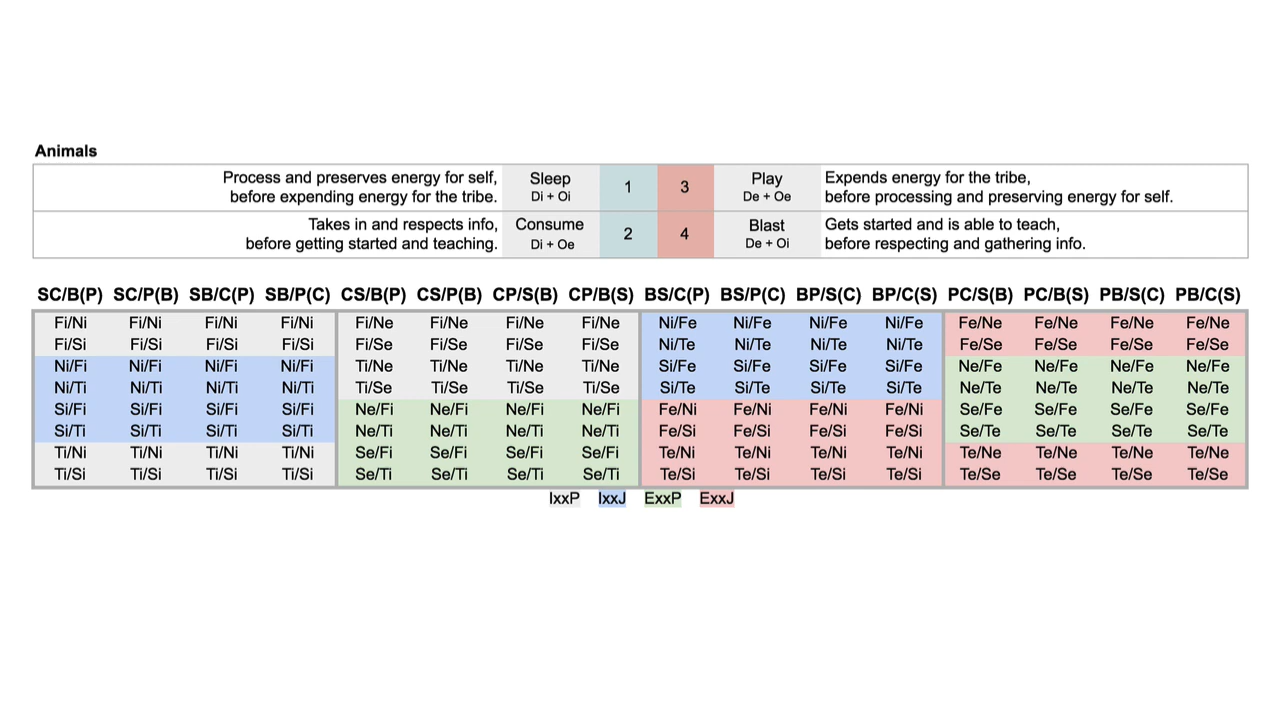 Animals
Process and preserves energy for self, Sleep 1 3 Play Expends energy for the tribe,
before expending energy for the tribe. Di + Oi De + Oe before processing and preserving energy for self.
Takes in and respects info, Consume 2 4 Blast Gets started and is able to teach,
before getting started and teaching. Di + Oe De + Oi before respecting and gathering info.
SC/B(P) SC/P(B) SB/C(P) SB/P(C) CS/B(P) CS/P(B) CP/S(B) CP/B(S) BS/C(P) BS/P(C) BP/S(C) BP/C(S) PC/S(B) PC/B(S) PB/S(C) PB/C(S)
Fi/Ni Fi/Ni Fi/Ni Fi/Ni Fi/Ne Fi/Ne Fi/Ne Fi/Ne Ni/Fe Ni/Fe Ni/Fe Ni/Fe Fe/Ne Fe/Ne Fe/Ne Fe/Ne
Fi/Si Fi/Si Fi/Si Fi/Si Fi/Se Fi/Se Fi/Se Fi/Se Ni/Te Ni/Te Ni/Te Ni/Te Fe/Se Fe/Se Fe/Se Fe/Se
Ni/Fi Ni/Fi Ni/Fi Ni/Fi Ti/Ne Ti/Ne Ti/Ne Ti/Ne Si/Fe Si/Fe Si/Fe Si/Fe Ne/Fe Ne/Fe Ne/Fe Ne/Fe
Ni/Ti Ni/Ti Ni/Ti Ni/Ti Ti/Se Ti/Se Ti/Se Ti/Se Si/Te Si/Te Si/Te Si/Te Ne/Te Ne/Te Ne/Te Ne/Te
Si/Fi Si/Fi Si/Fi Si/Fi Ne/Fi Ne/Fi Ne/Fi Ne/Fi Fe/Ni Fe/Ni Fe/Ni Fe/Ni Se/Fe Se/Fe Se/Fe Se/Fe
Si/Ti Si/Ti Si/Ti Si/Ti Ne/Ti Ne/Ti Ne/Ti Ne/Ti Fe/Si Fe/Si Fe/Si Fe/Si Se/Te Se/Te Se/Te Se/Te
Ti/Ni Ti/Ni Ti/Ni Ti/Ni Se/Fi Se/Fi Se/Fi Se/Fi Te/Ni Te/Ni Te/Ni Te/Ni Te/Ne Te/Ne Te/Ne Te/Ne
Ti/Si Ti/Si Ti/Si Ti/Si Se/Ti Se/Ti Se/Ti Se/Ti Te/Si Te/Si Te/Si Te/Si Te/Se Te/Se Te/Se Te/Se
IxxP IxxJ ExxP ExxJ